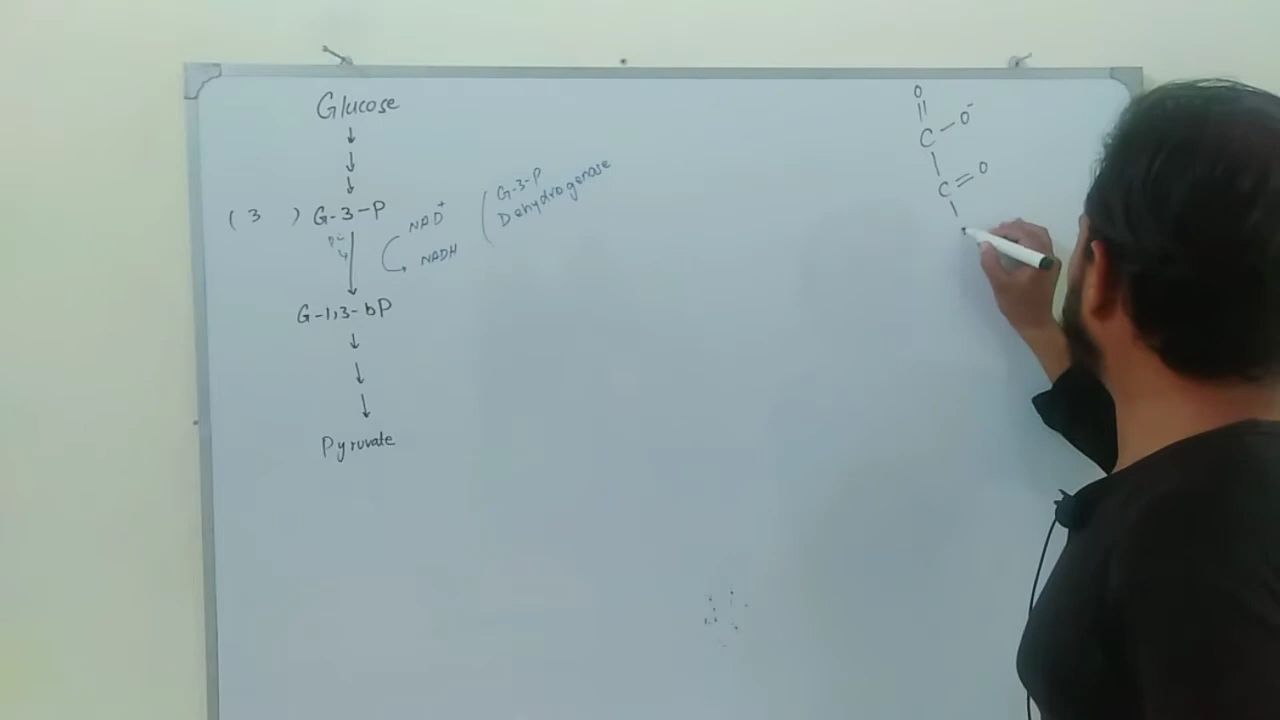 Glucose
↓
↓
↓
(3 ) G-3-P
Pi
NAD+
NADH
(G-3-P
Dehydrogenase
G-1,3-bP
↓
↓
↓
Pyruvate
O
||
C - O-
|
C = O
|